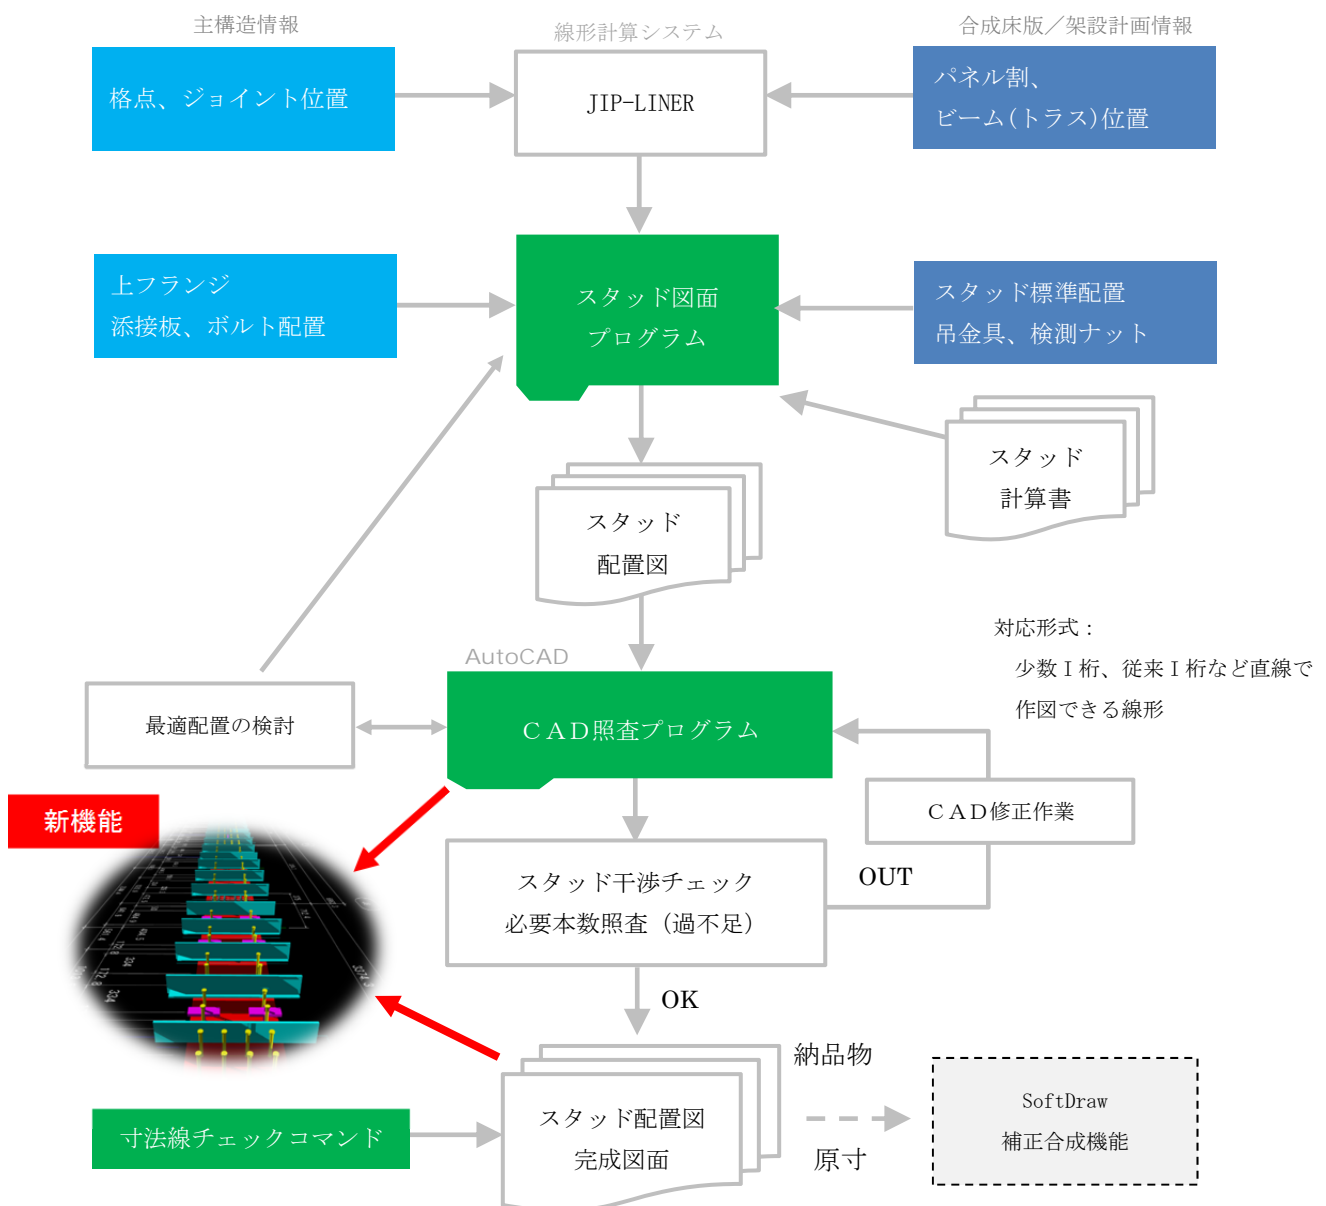 主構造情報
線形計算システム
合成床版／架設計画情報
格点、ジョイント位置
JIP-LINER
パネル割、
ビーム(トラス)位置
上フランジ
添接板、ボルト配置
スタッド図面
プログラム
スタッド標準配置
吊金具、検測ナット
スタッド
計算書
スタッド
配置図
対応形式：
少数Ｉ桁、従来Ｉ桁など直線で
作図できる線形
AutoCAD
最適配置の検討
ＣＡＤ照査プログラム
ＣＡＤ修正作業
新機能
スタッド干渉チェック
必要本数照査（過不足）
OUT
OK
納品物
寸法線チェックコマンド
スタッド配置図
完成図面
原寸
SoftDraw
補正合成機能
334
172.8
334
172.8